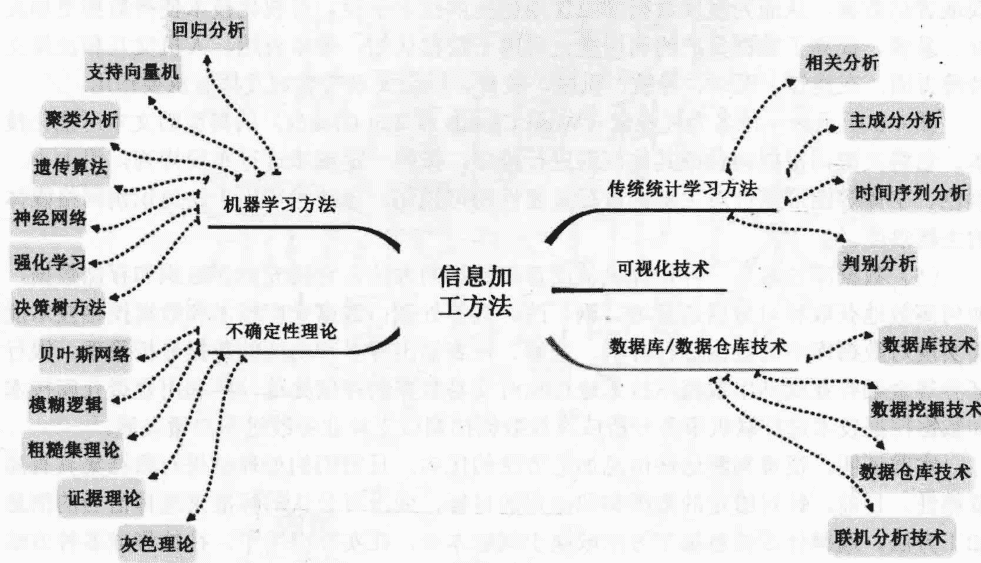 回归分析
支持向量机
聚类分析
遗传算法
神经网络
强化学习
决策树方法
机器学习方法
不确定性理论
贝叶斯网络
模糊逻辑
粗糙集理论
证据理论
灰色理论
信息加
工方法
相关分析
主成分分析
传统统计学习方法
时间序列分析
判别分析
可视化技术
数据库/数据仓库技术
数据库技术
数据挖掘技术
数据仓库技术
联机分析技术